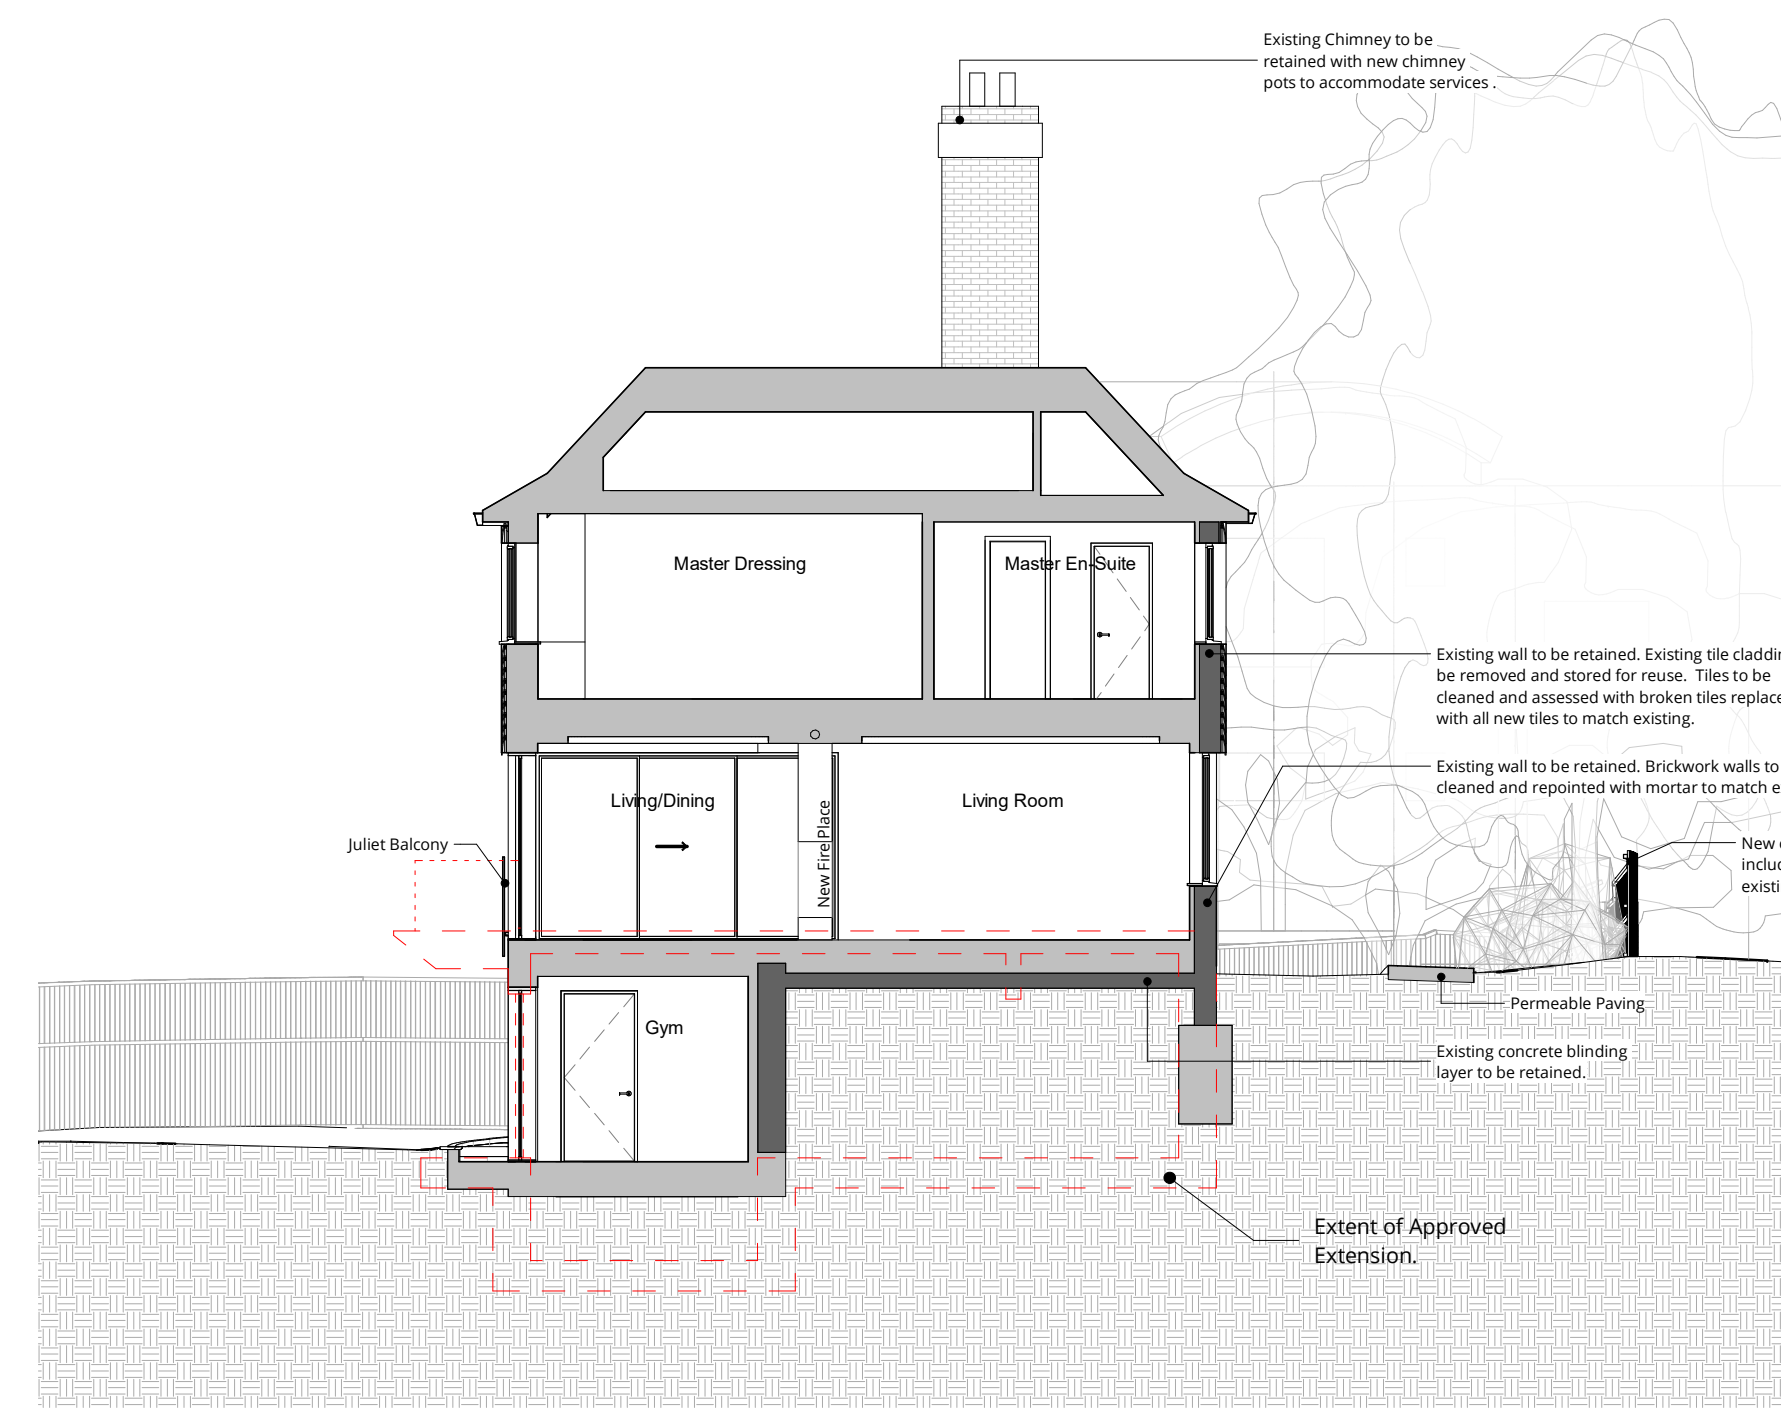 Existing Chimney to be
retained with new chimney
pots to accommodate services .
Master Dressing
Master En-Suite
Existing wall to be retained. Existing tile claddin
be removed and stored for reuse. Tiles to be
cleaned and assessed with broken tiles replace
with all new tiles to match existing.
Existing wall to be retained. Brickwork walls to
cleaned and repointed with mortar to match e
Living/Dining
New Fire Place
Living Room
Juliet Balcony
New
inclu
existi
Permeable Paving
Gym
Existing concrete blinding
layer to be retained.
Extent of Approved
Extension.